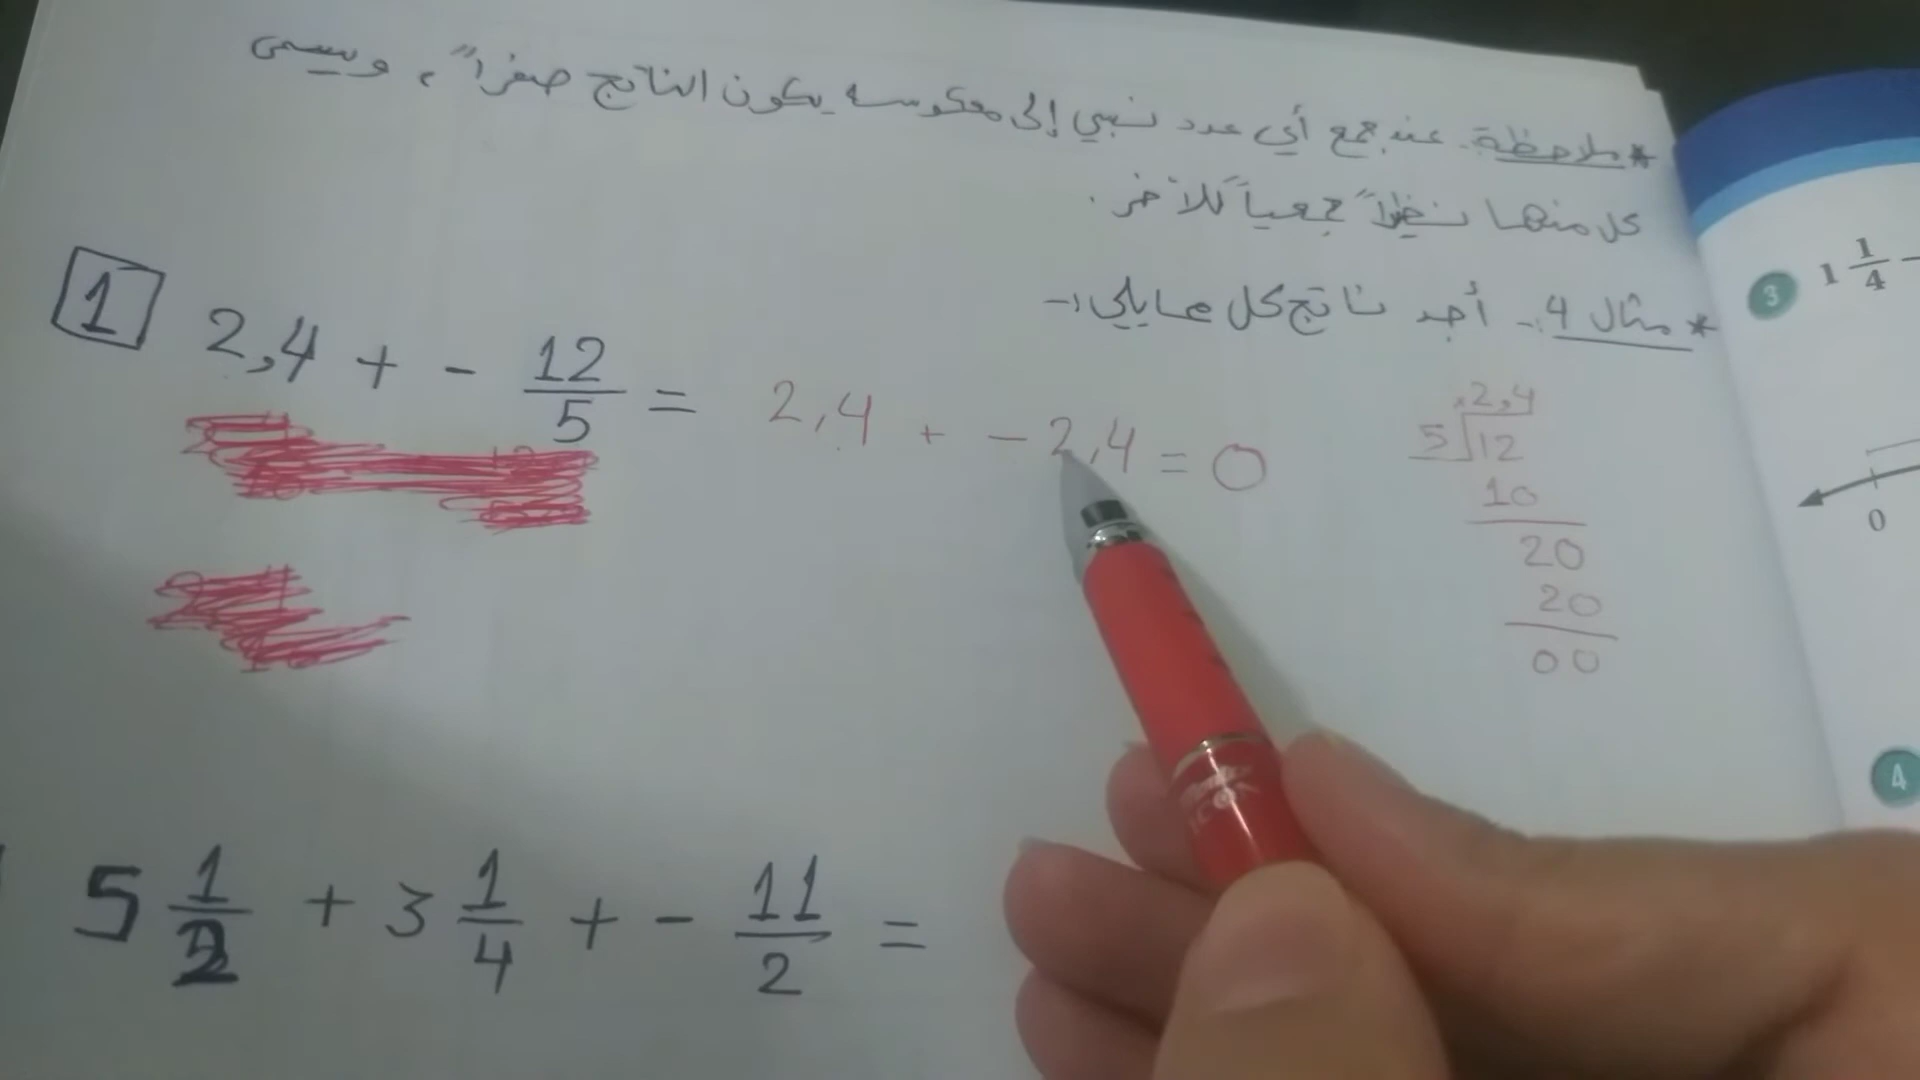 * ملاحظة: عند جمع أي عدد نسبي إلى معكوسه يكون الناتج صفراً، ويسمى
كل منها نظيراً جمعياً للآخر.
* مثال 4:- أجد ناتج كل مما يلي:-
1 2,4 + - 12/5 = 2,4 + - 2,4 = 0
2,4
5 12
10
20
20
00
5 1/2 + 3 1/4 + - 11/2 =
3 1 1/4 -
0
4